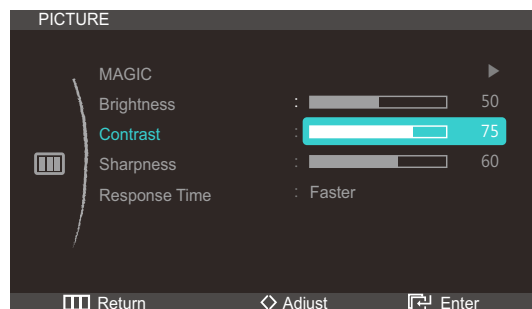 PICTURE
MAGIC
Brightness : 50
Contrast : 75
Sharpness : 60
Response Time : Faster
Return Adjust Enter